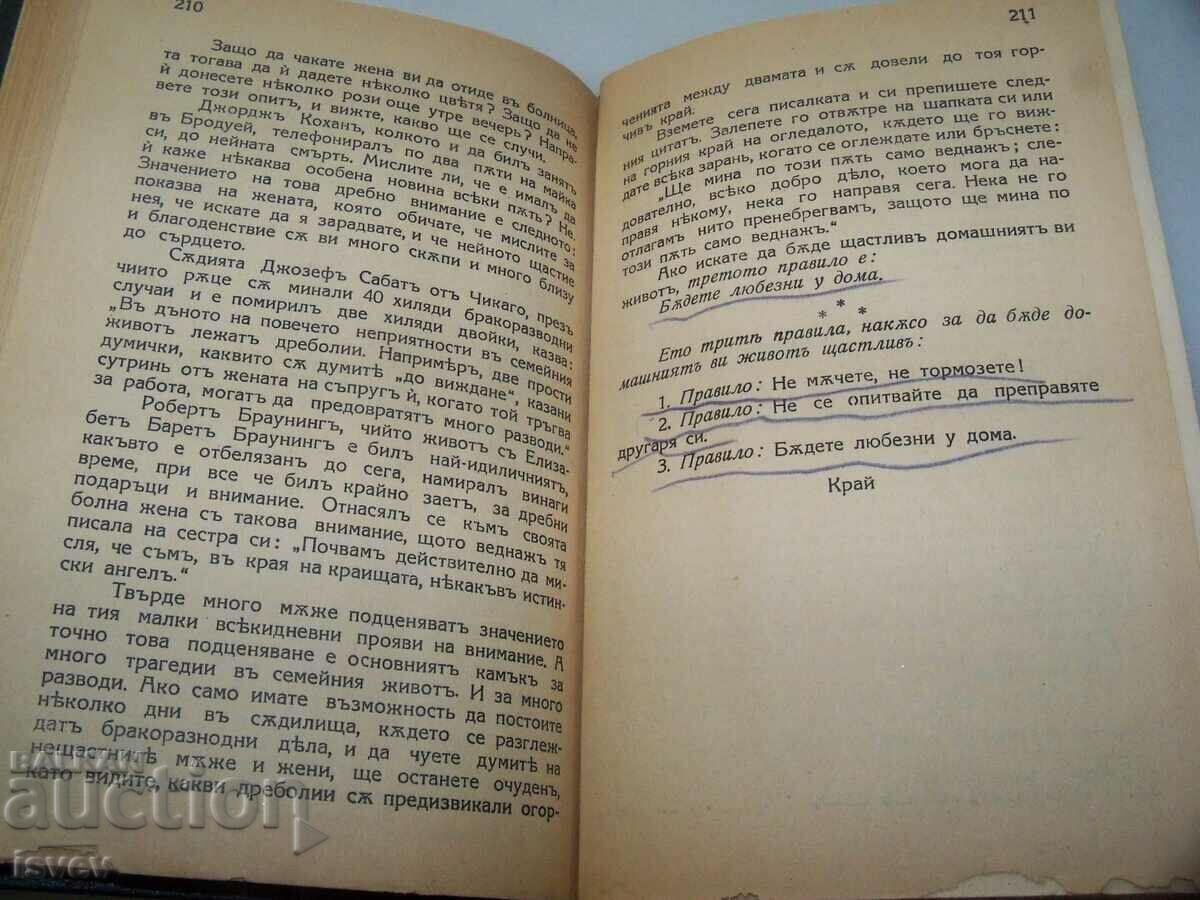 210
Защо да чакате жена ви да отиде въ болница,
та тогава да ѝ дадете нѣколко цвѣтя? Защо да не
ѝ донесете нѣколко рози още утре вечерь? Напра-
вете този опитъ, и вижте, какво ще се случи.
Джорджъ Коханъ, колкото и да билъ занятъ
въ Бродуей, телефониралъ по два пѫти на майка
си, до нейната смърть. Мислите ли, че е ималъ да
ѝ каже нѣкаква особена новина всѣки пѫть? Не.
Значението на това дребно внимание е следното:
показва на жената, която обичате, че мислите за
нея, че искате да я зарадвате, и че нейното щастие
и благоденствие сѫ ви много скѫпи и много близу
до сърдцето.
Сѫдията Джозефъ Сабатъ отъ Чикаго, презъ
чиито рѫце сѫ минали 40 хиляди бракоразводни
случаи и е помирилъ две хиляди двойки, казва:
„Въ дъното на повечето неприятности въ семейния
животъ лежатъ дреболии. Напримѣръ, две прости
думички, каквито сѫ думитѣ „до виждане“, казани
сутринь отъ жената на съпругъ ѝ, когато той тръгва
за работа, могатъ да предовратятъ много разводи.“
Робертъ Браунингъ, чийто животъ съ Елиза-
бетъ Баретъ Браунингъ е билъ най-идиличниятъ,
какъвто е отбелязанъ до сега, намиралъ винаги
време, при все че билъ крайно заетъ, за дребни
подаръци и внимание. Отнасялъ се къмъ своята
болна жена съ такова внимание, щото веднажъ тя
писала на сестра си: „Почвамъ действително да ми-
сля, че съмъ, въ края на краищата, нѣкакъвъ истин-
ски ангелъ.“
Твърде много мѫже подценяватъ значението
на тия малки всѣкидневни прояви на внимание. А
точно това подценяване е основниятъ камъкъ за
много трагедии въ семейния животъ. И за много
разводи. Ако само имате възможность да постоите
нѣколко дни въ сѫдилища, кѫдето се разглеж-
датъ бракоразнодни дѣла, и да чуете думитѣ на
нещастнитѣ мѫже и жени, ще останете очуденъ,
като видите, какви дреболии сѫ предизвикали огор-
211
ченията между двамата и сѫ довели до тоя гор-
чивъ край.
Вземете сега писалката и си препишете след-
ния цитатъ. Залепете го отвѫтре на шапката си или
на горния край на огледалото, кѫдето ще го виж-
дате всѣка зарань, когато се оглеждате или бръснете:
„Ще мина по този пѫть само веднажъ; сле-
дователно, всѣко добро дѣло, което мога да на-
правя нѣкому, нека го направя сега. Нека не го
отлагамъ нито пренебрегвамъ, защото ще мина по
този пѫть само веднажъ.“
Ако искате да бѫде щастливъ домашниятъ ви
животъ, третото правило е:
Бѫдете любезни у дома.
* * *
Ето тритѣ правила, накѫсо за да бѫде до-
машниятъ ви животъ щастливъ:
1. Правило: Не мѫчете, не тормозете!
2. Правило: Не се опитвайте да преправяте
другаря си.
3. Правило: Бѫдете любезни у дома.
Край
БАЛКАН
auction
isvev